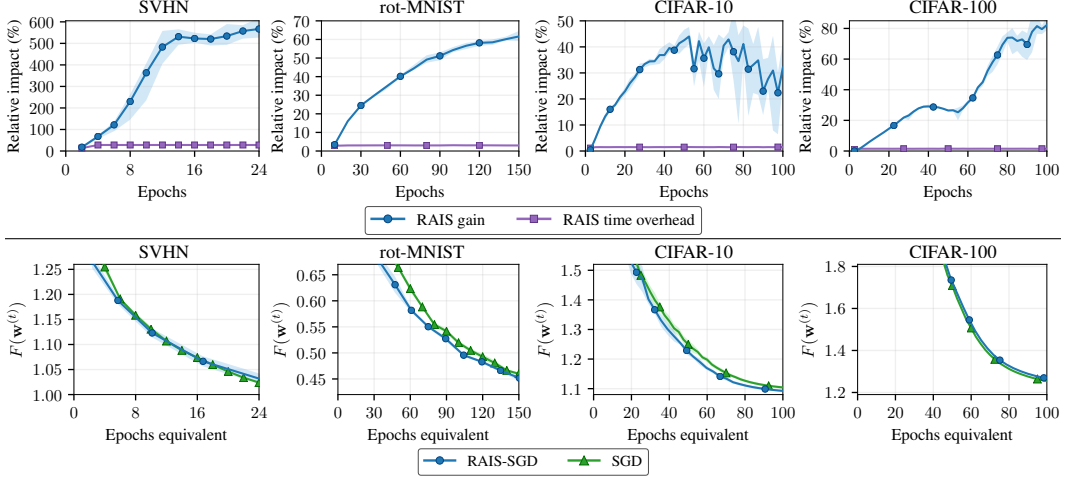 SVHN
rot-MNIST
CIFAR-10
CIFAR-100
Relative impact (%)
600
500
400
300
200
100
0
0 8 16 24
Epochs
Relative impact (%)
70
60
50
40
30
20
10
0
0 30 60 90 120 150
Epochs
Relative impact (%)
50
40
30
20
10
0
0 20 40 60 80 100
Epochs
Relative impact (%)
80
60
40
20
0
0 20 40 60 80 100
Epochs
RAIS gain
RAIS time overhead
SVHN
rot-MNIST
CIFAR-10
CIFAR-100
F(w^(t))
1.25
1.20
1.15
1.10
1.05
1.00
0 8 16 24
Epochs equivalent
F(w^(t))
0.65
0.60
0.55
0.50
0.45
0 30 60 90 120 150
Epochs equivalent
F(w^(t))
1.5
1.4
1.3
1.2
1.1
0 20 40 60 80 100
Epochs equivalent
F(w^(t))
1.8
1.6
1.4
1.2
0 20 40 60 80 100
Epochs equivalent
RAIS-SGD
SGD